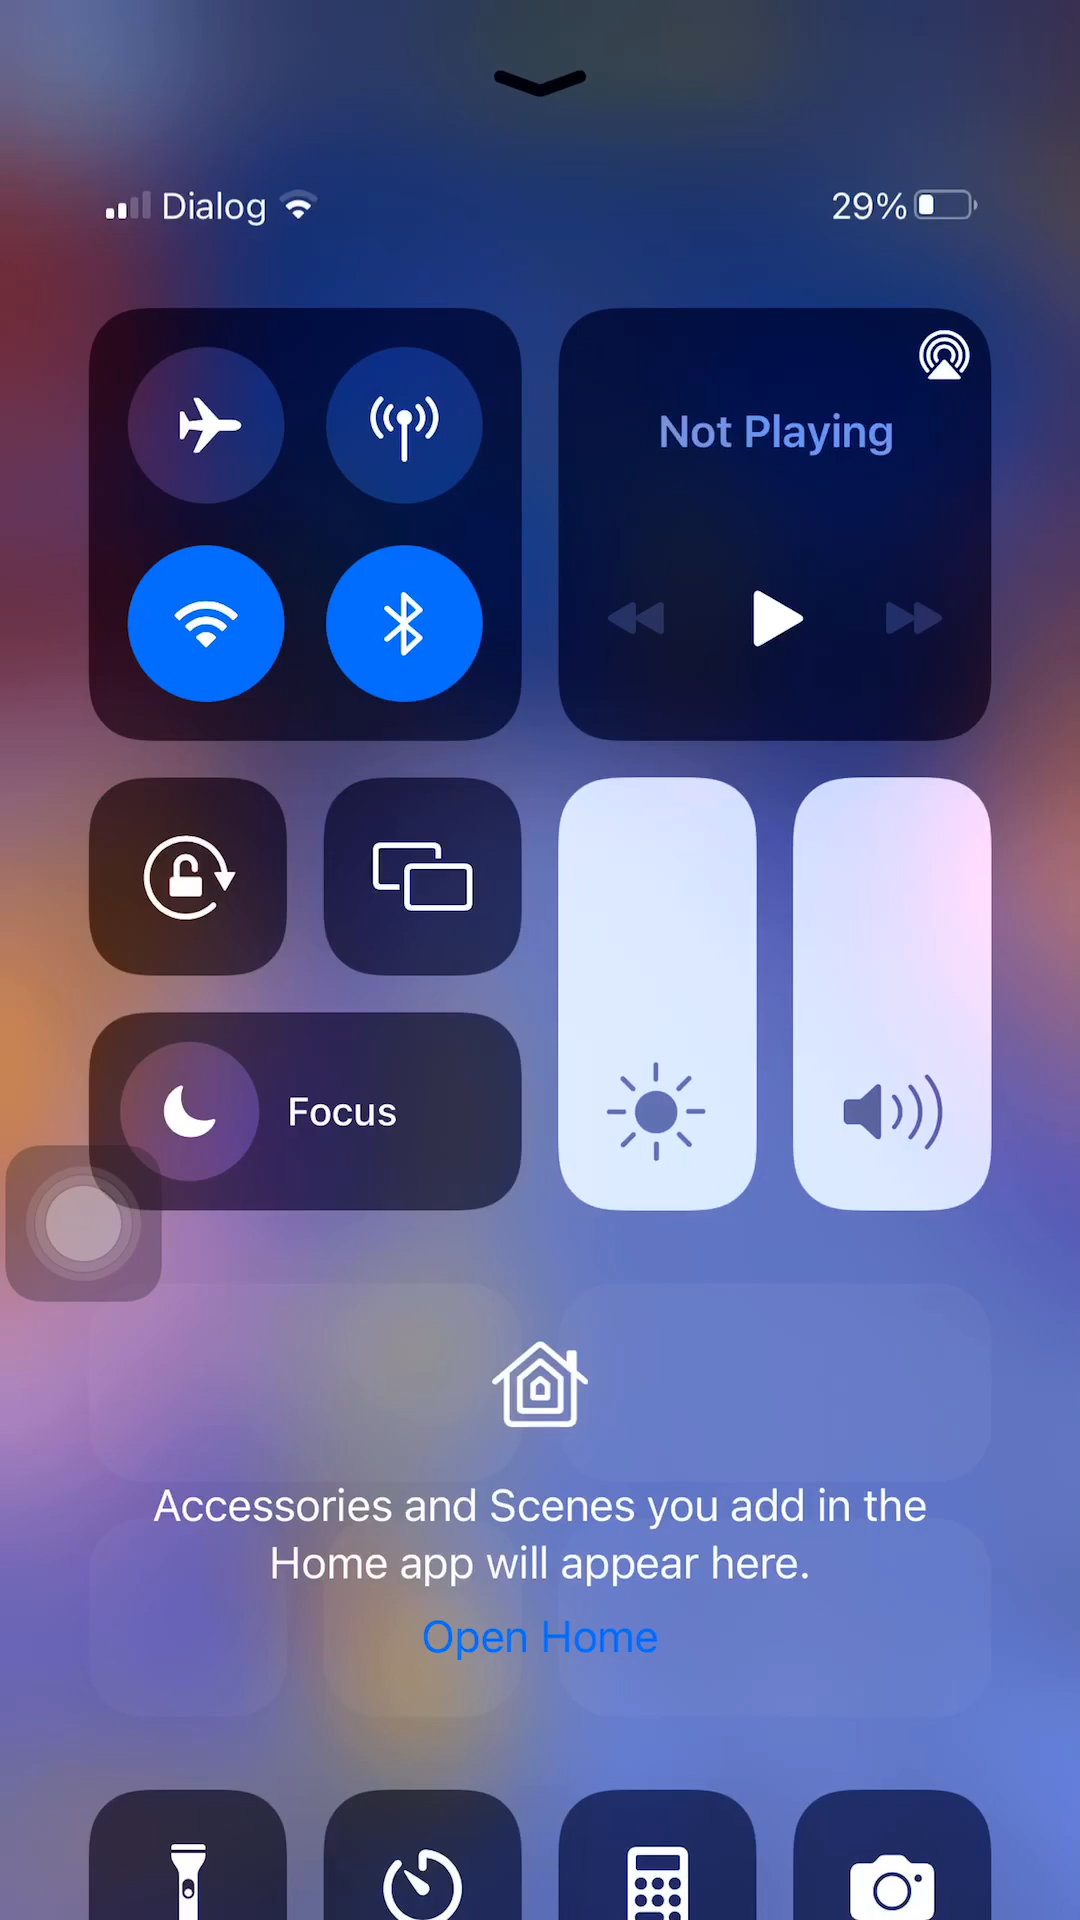 Dialog
29%
Not Playing
Focus
Accessories and Scenes you add in the
Home app will appear here.
Open Home